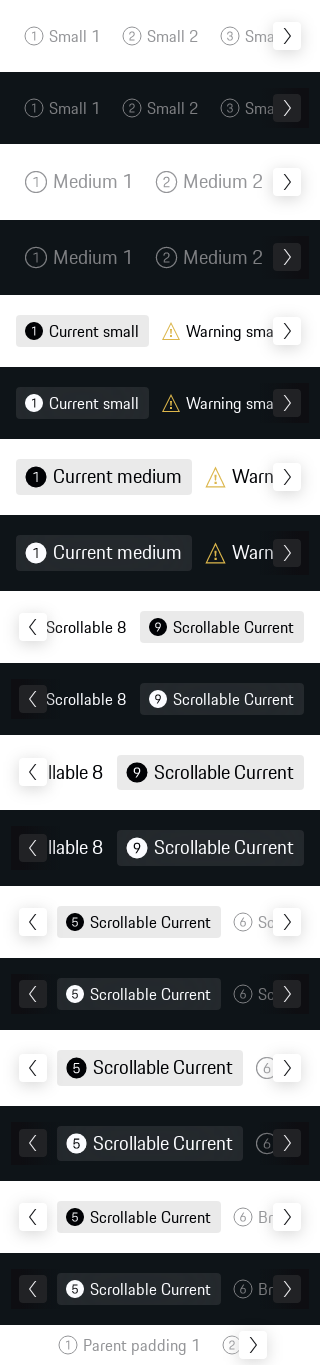 1 Small 1 2 Small 2 3 Sma
1 Small 1 2 Small 2 3 Sma
1 Medium 1 2 Medium 2
1 Medium 1 2 Medium 2
1 Current small Warning sma
1 Current small Warning sma
1 Current medium Warn
1 Current medium Warn
Scrollable 8 9 Scrollable Current
Scrollable 8 9 Scrollable Current
llable 8 9 Scrollable Current
llable 8 9 Scrollable Current
5 Scrollable Current 6 Sc
5 Scrollable Current 6 Sc
5 Scrollable Current 6
5 Scrollable Current 6
5 Scrollable Current 6 Br
5 Scrollable Current 6 Br
1 Parent padding 1 2